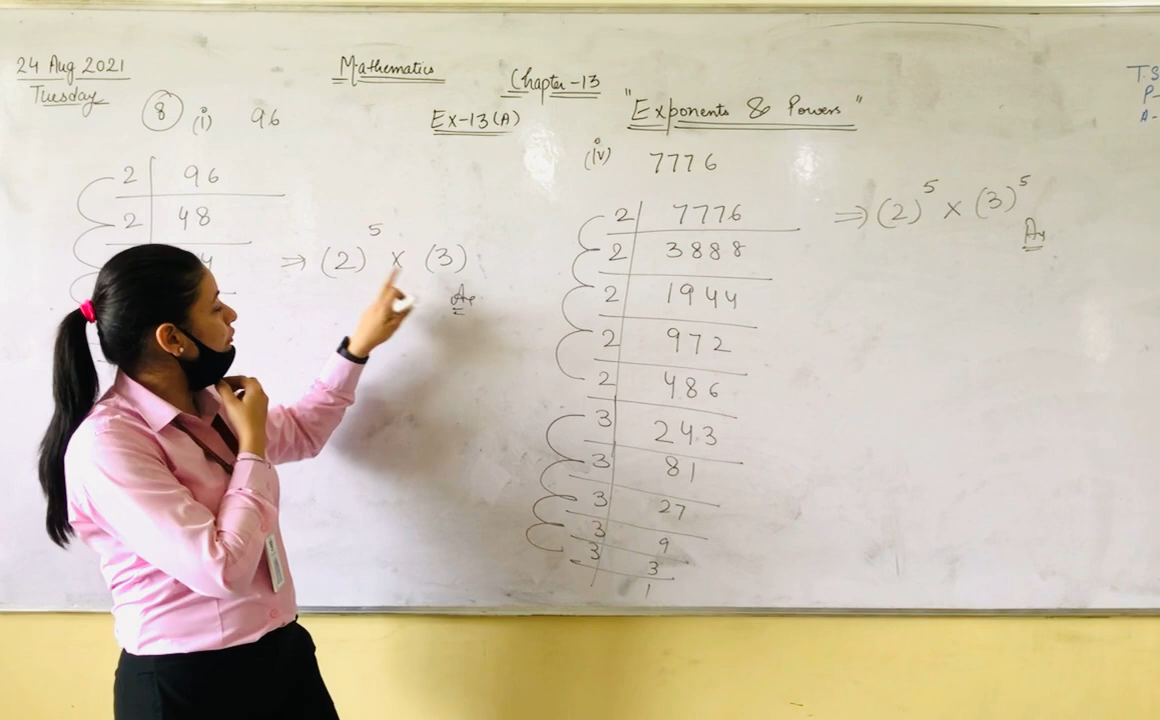 24 Aug 2021
Tuesday
Mathematics
Chapter-13
"Exponents & Powers"
Ex-13(A)
T.S
P-
A-
8 (i) 96
2 | 96
2 | 48
4
⇒ (2)⁵ × (3)
Ar
(iv) 7776
2 | 7776
2 | 3888
2 | 1944
2 | 972
2 | 486
3 | 243
3 | 81
3 | 27
3 | 9
3 | 3
1
⇒ (2)⁵ × (3)⁵
Ar